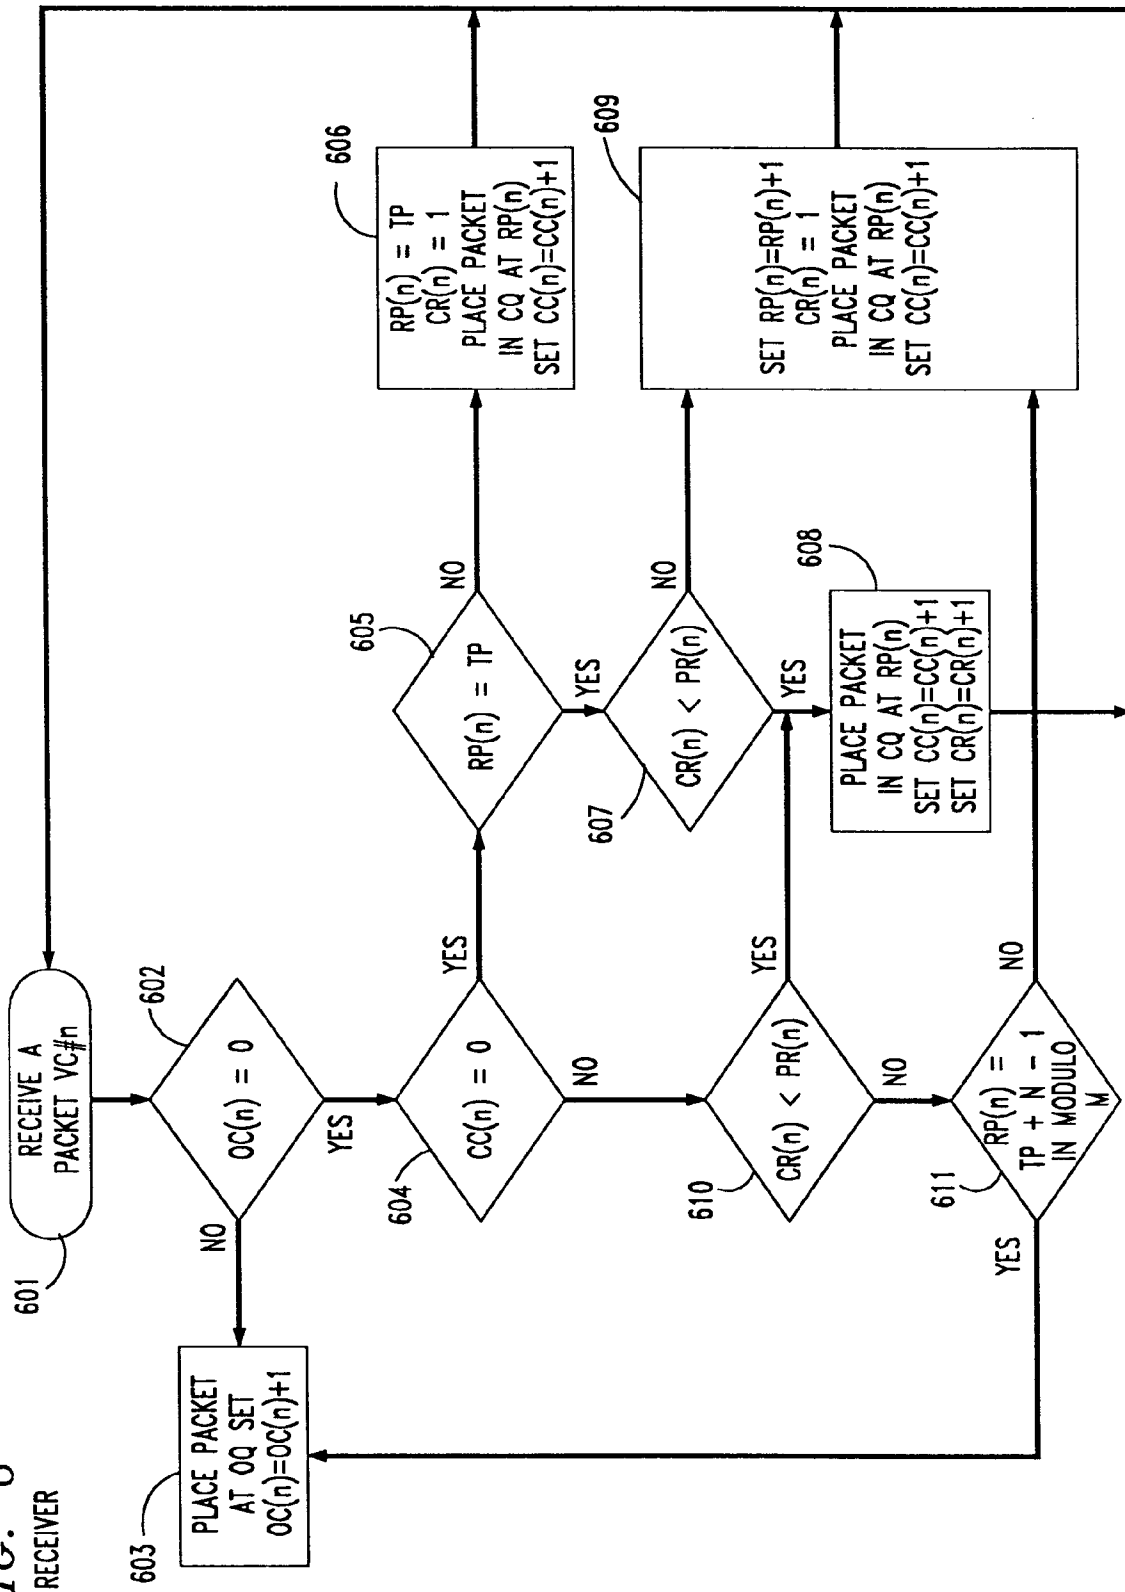 FIG. 6
RECEIVER
601
RECEIVE A
PACKET VC#n
602
OC(n) = 0
NO
YES
603
PLACE PACKET
AT OQ SET
OC(n)=OC(n)+1
604
CC(n) = 0
YES
NO
605
RP(n) = TP
NO
YES
606
RP(n) = TP
CR(n) = 1
PLACE PACKET
IN CQ AT RP(n)
SET CC(n)=CC(n)+1
607
CR(n) < PR(n)
NO
YES
608
PLACE PACKET
IN CQ AT RP(n)
SET CC(n)=CC(n)+1
SET CR(n)=CR(n)+1
609
SET RP(n)=RP(n)+1
CR(n) = 1
PLACE PACKET
IN CQ AT RP(n)
SET CC(n)=CC(n)+1
610
CR(n) < PR(n)
YES
NO
611
RP(n) =
TP + N - 1
IN MODULO
M
YES
NO